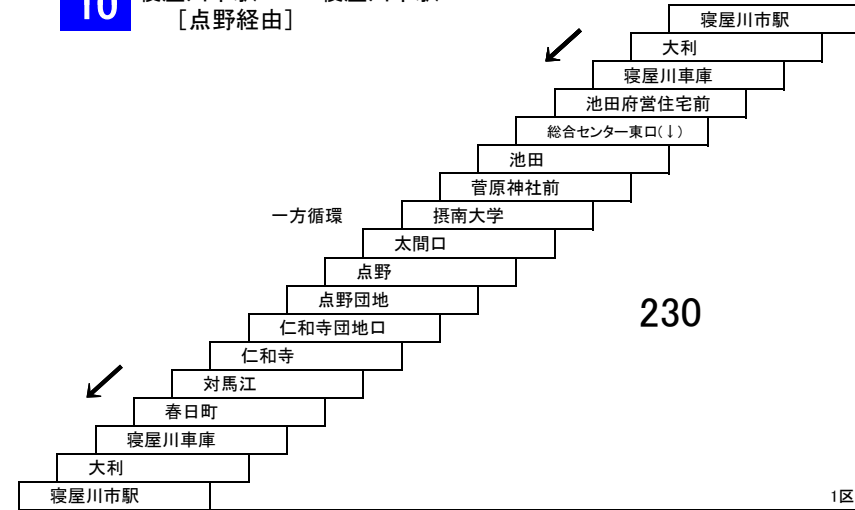 10
[点野経由]
寝屋川市駅
大利
寝屋川車庫
池田府営住宅前
総合センター東口(↓)
池田
菅原神社前
一方循環
摂南大学
太間口
点野
点野団地
230
仁和寺団地口
仁和寺
対馬江
春日町
寝屋川車庫
大利
寝屋川市駅
1区